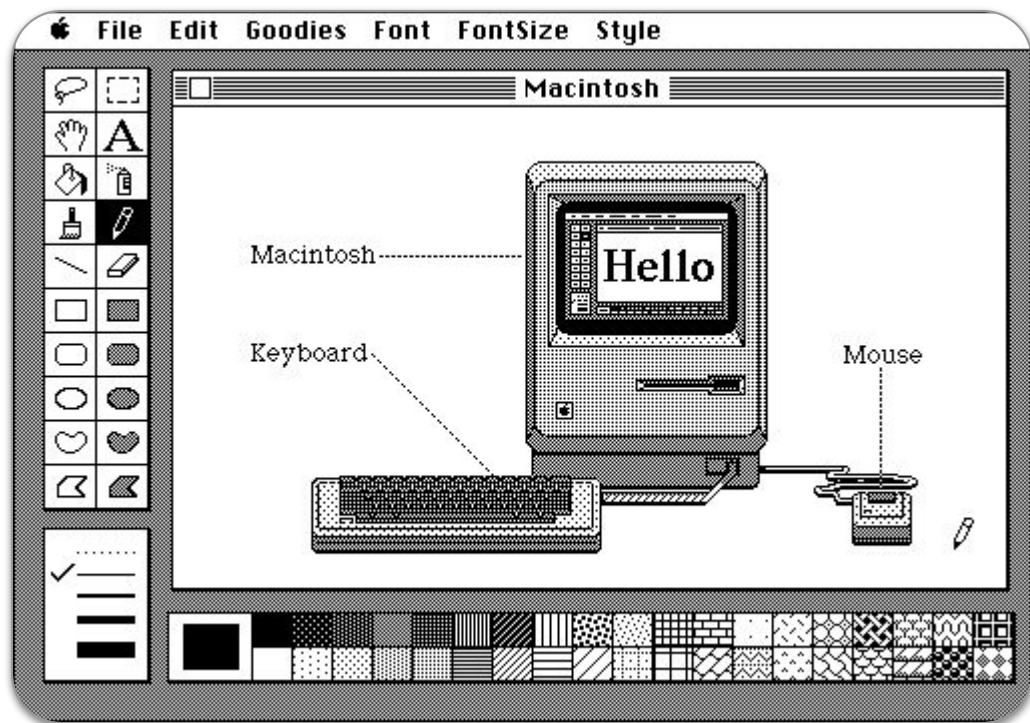 File Edit Goodies Font FontSize Style
Macintosh
A
Macintosh
Hello
Keyboard
Mouse